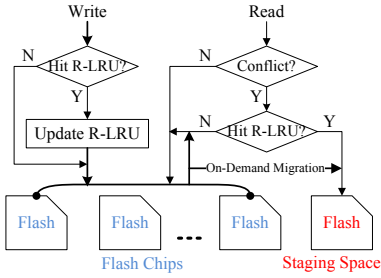 Write Read
N Hit R-LRU? N Conflict?
Y Y
Update R-LRU N Hit R-LRU? Y
On-Demand Migration
Flash Flash Flash Flash
Flash Chips Staging Space